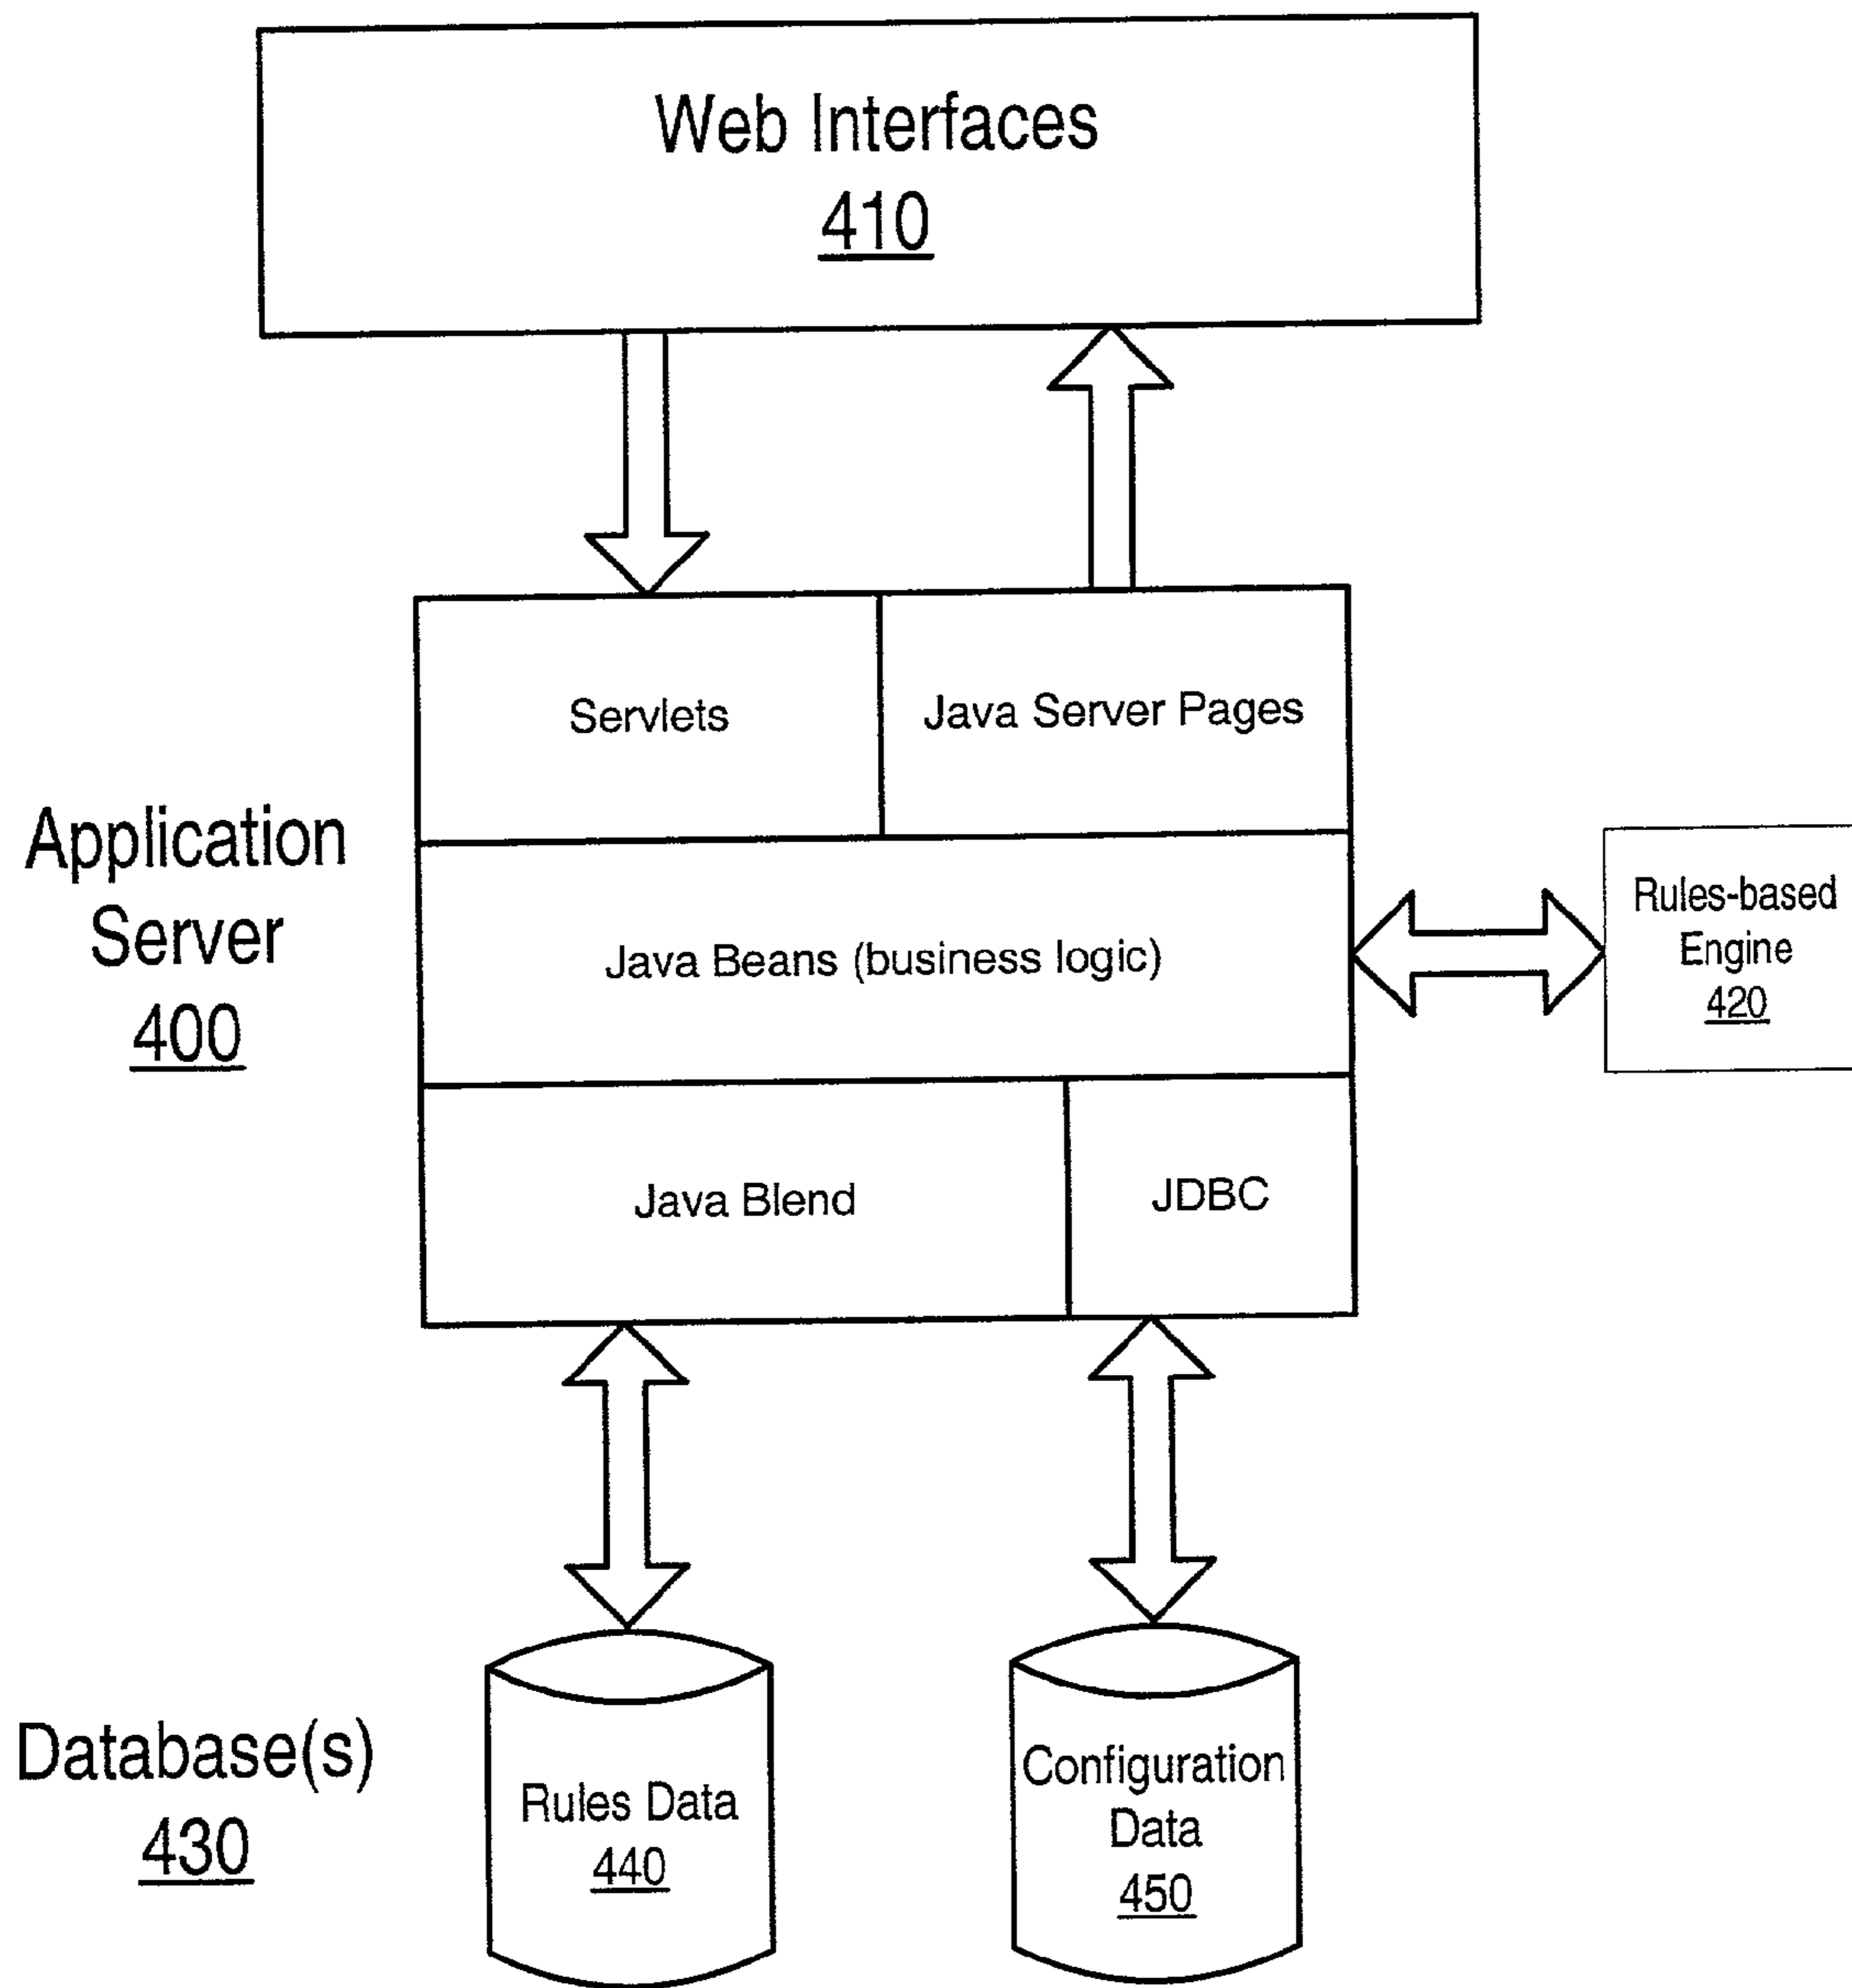 Web Interfaces
410
Servlets
Java Server Pages
Application
Server
400
Java Beans (business logic)
Rules-based
Engine
420
Java Blend
JDBC
Database(s)
430
Rules Data
440
Configuration
Data
450